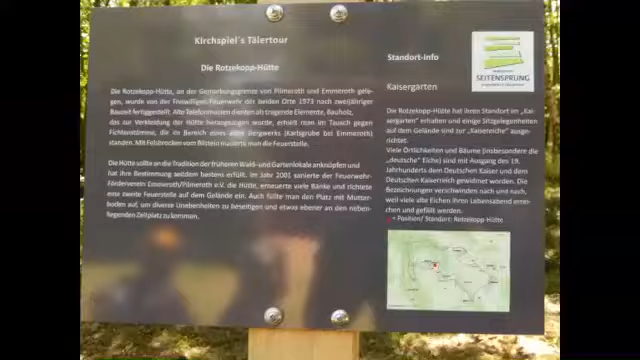 Kirchspiel´s Tälertour
Die Rotzekopp-Hütte
Die Rotzekopp-Hütte, an der Gemarkungsgrenze von Plimeroth und Emmeroth gele-
gen, wurde von der Freiwilligen Feuerwehr der beiden Orte 1973 nach zweijähriger
Bauzeit fertiggestellt. Alte Telefonmasten dienten als tragende Elemente, Bauholz,
das zur Verkleidung der Hütte herangezogen wurde, erhielt man im Tausch gegen
Fichtenstämme, die im Bereich eines alten Bergwerks (Karlsgrube bei Emmeroth)
standen. Mit Felsbrocken vom Bilstein mauerte man die Feuerstelle.
Die Hütte sollte an die Tradition der früheren Wald- und Gartenlokale anknüpfen und
hat ihre Bestimmung seitdem bestens erfüllt. Im Jahr 2001 sanierte der Feuerwehr-
Förderverein Emmeroth/Plimeroth e.V. die Hütte, erneuerte viele Bänke und richtete
eine zweite Feuerstelle auf dem Gelände ein. Auch füllte man den Platz mit Mutter-
boden auf, um diverse Unebenheiten zu beseitigen und etwa ebener an den neben-
liegenden Zeltplatz zu kommen.
Standort-info
SEITENSPRUNG
Kaisergarten
Die Rotzekopp-Hütte hat ihren Standort im „Kai-
sergarten“ erhalten und einige Sitzgelegenheiten
auf dem Gelände sind zur „Kaisereiche“ ausge-
richtet.
Viele Örtlichkeiten und Bäume (insbesondere die
„deutsche“ Eiche) sind mit Ausgang des 19.
Jahrhunderts dem Deutschen Kaiser und dem
Deutschen Kaiserreich gewidmet worden. Die
Bezeichnungen verschwinden nach und nach,
weil viele alte Eichen ihren Lebensabend errei-
chen und gefällt werden.
= Position/ Standort: Rotzekopp-Hütte